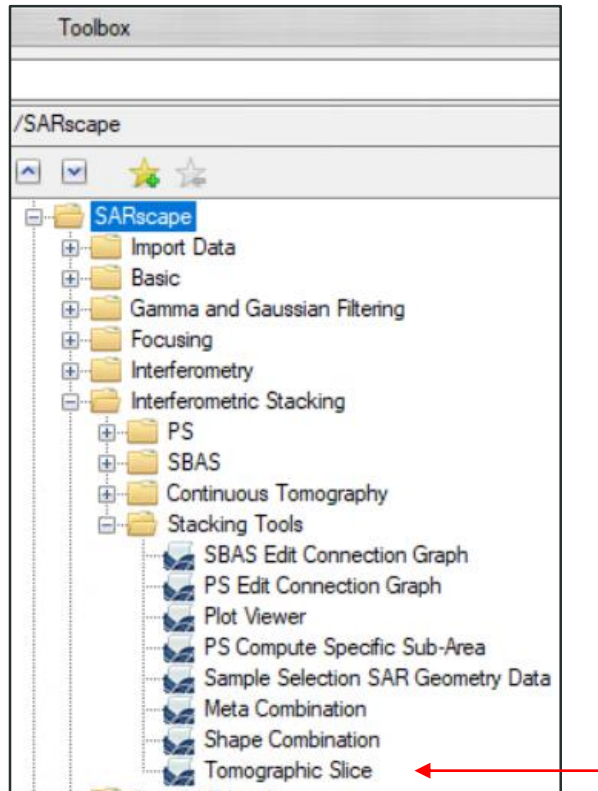 Toolbox
/SARscape
SARscape
Import Data
Basic
Gamma and Gaussian Filtering
Focusing
Interferometry
Interferometric Stacking
PS
SBAS
Continuous Tomography
Stacking Tools
SBAS Edit Connection Graph
PS Edit Connection Graph
Plot Viewer
PS Compute Specific Sub-Area
Sample Selection SAR Geometry Data
Meta Combination
Shape Combination
Tomographic Slice